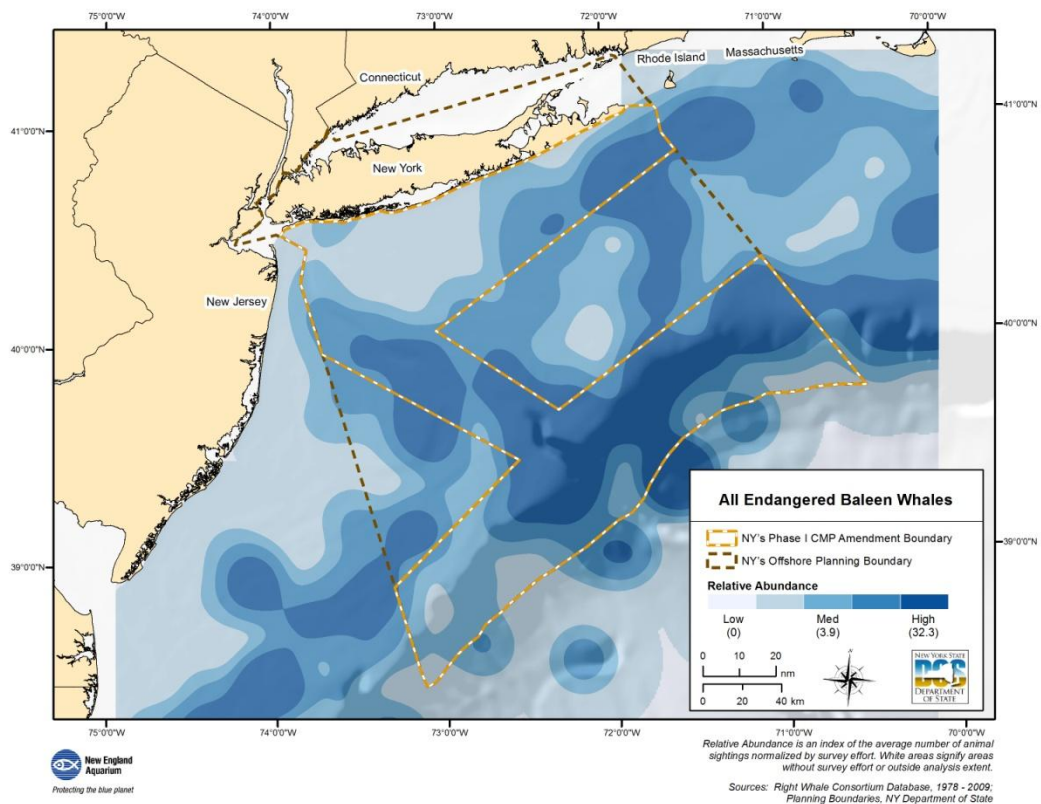 75°0'0"W
74°0'0"W
73°0'0"W
72°0'0"W
71°0'0"W
70°0'0"W
Massachusetts
Rhode Island
Connecticut
41°0'0"N
41°0'0"N
New York
New Jersey
40°0'0"N
40°0'0"N
39°0'0"N
39°0'0"N
All Endangered Baleen Whales
NY's Phase I CMP Amendment Boundary
NY's Offshore Planning Boundary
Relative Abundance
Low Med High
(0) (3.9) (32.3)
0 10 20
nm
0 20 40 km
N
NEW YORK STATE
DOS
DEPARTMENT
OF STATE
75°0'0"W
74°0'0"W
73°0'0"W
72°0'0"W
71°0'0"W
70°0'0"W
New England
Aquarium
Protecting the blue planet
Relative Abundance is an index of the average number of animal
sightings normalized by survey effort. White areas signify areas
without survey effort or outside analysis extent.
Sources: Right Whale Consortium Database, 1978 - 2009;
Planning Boundaries, NY Department of State